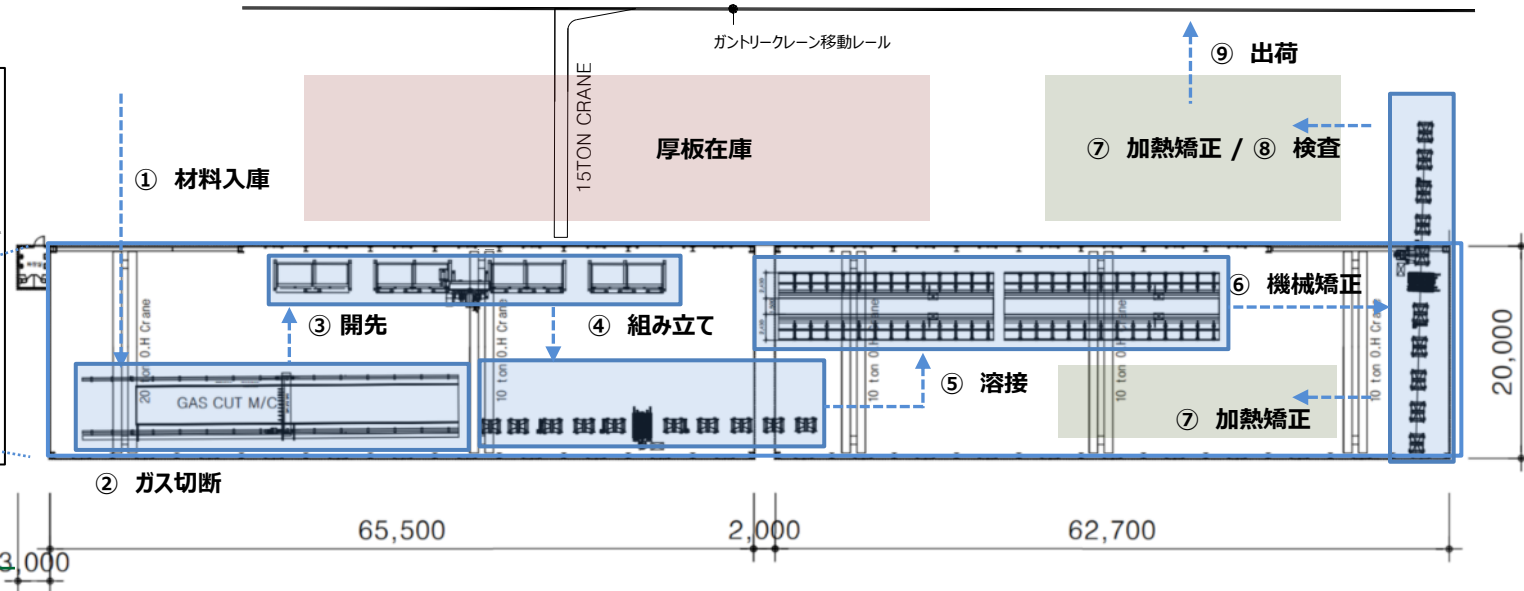 ガントリークレーン移動レール
⑨ 出荷
15TON CRANE
厚板在庫
⑦ 加熱矯正 / ⑧ 検査
① 材料入庫
20 ton O.H Crane
③ 開先
10 ton O.H Crane
④ 組み立て
10 ton O.H Crane
10 ton O.H Crane
⑥ 機械矯正
10 ton O.H Crane
20,000
GAS CUT M/C
⑤ 溶接
⑦ 加熱矯正
② ガス切断
65,500
2,000
62,700
3,000